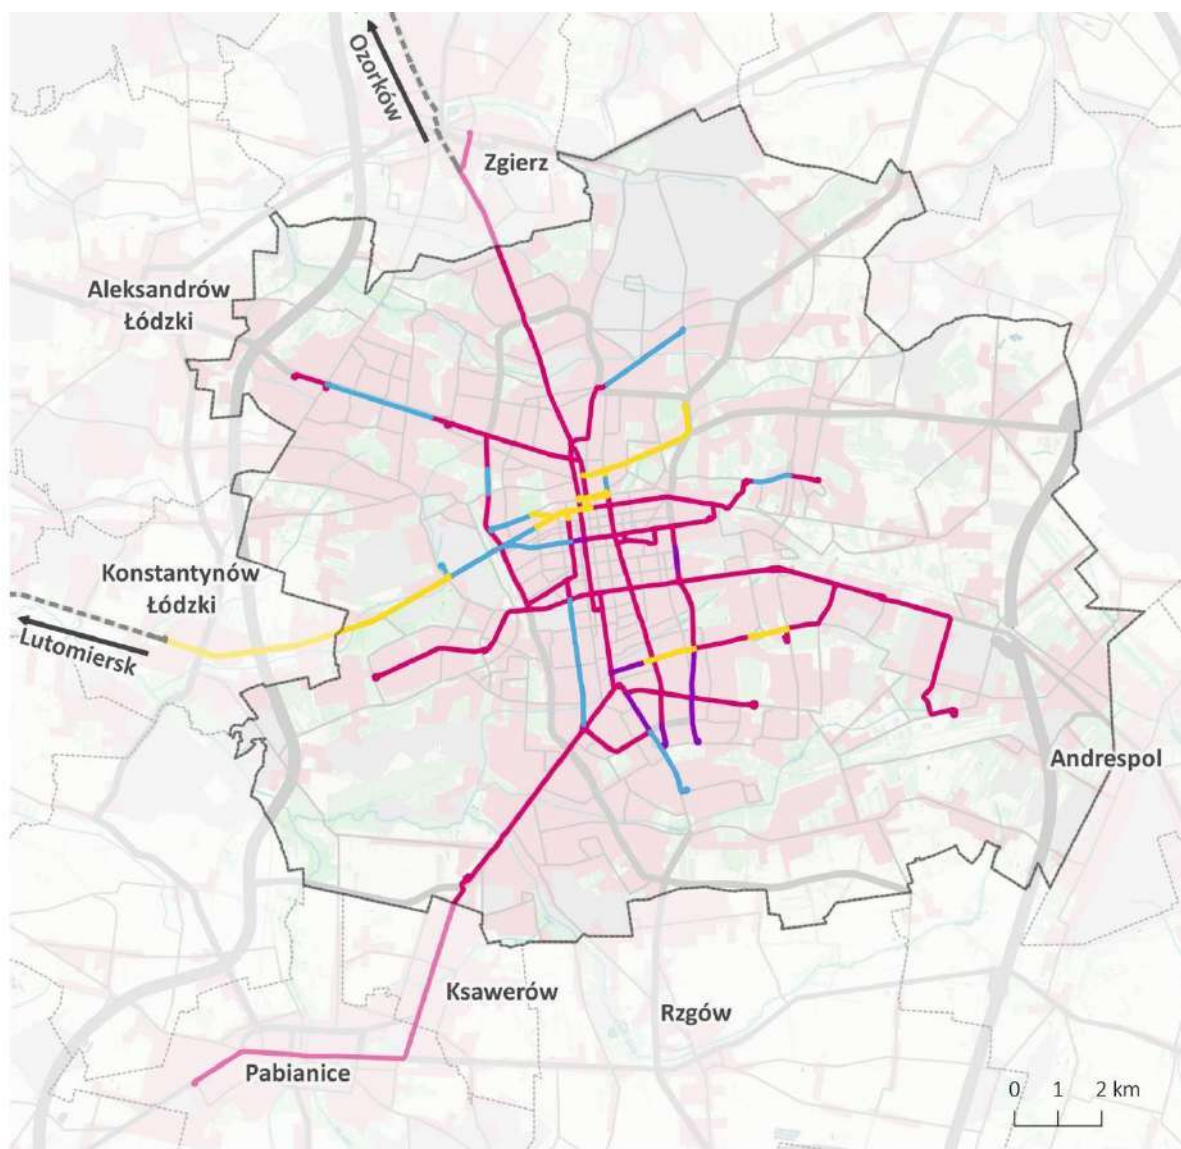 Ozorków
Zgierz
Aleksandrów
Łódzki
Konstantynów
Łódzki
Lutomiersk
Andrespol
Ksawerów
Rzgów
Pabianice
0 1 2 km